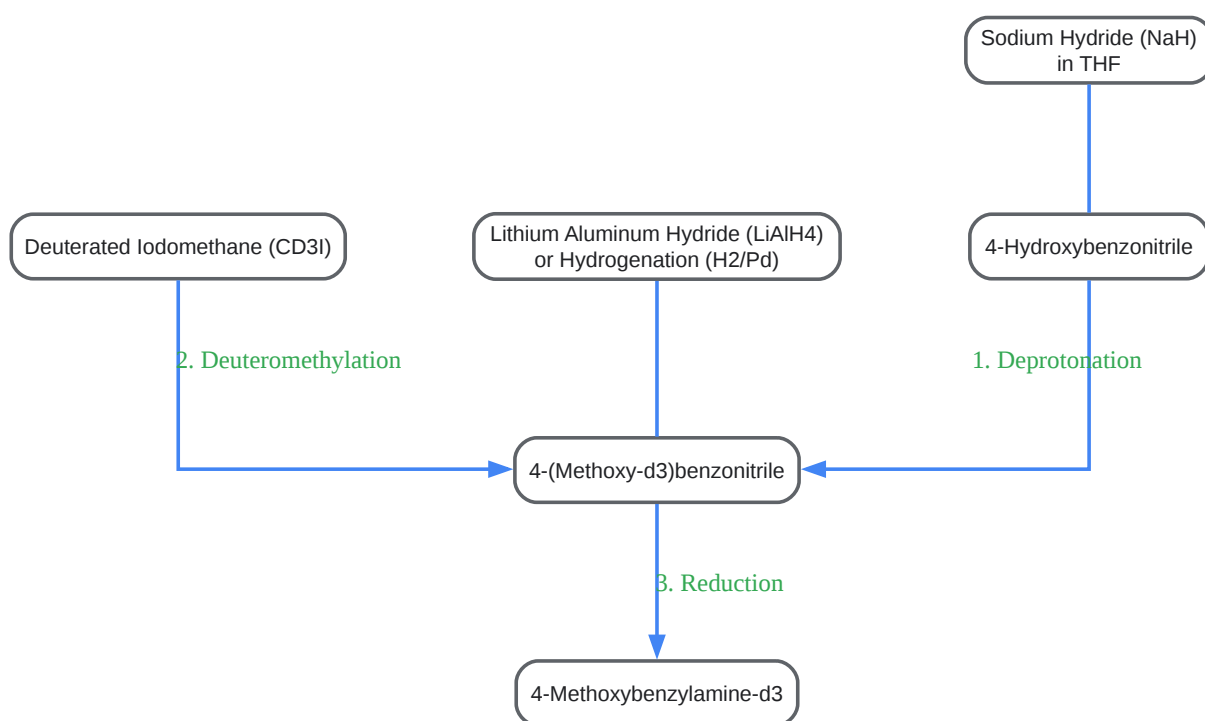 Sodium Hydride (NaH)
in THF
Deuterated Iodomethane (CD3I)
Lithium Aluminum Hydride (LiAlH4)
or Hydrogenation (H2/Pd)
4-Hydroxybenzonitrile
2. Deuteromethylation
1. Deprotonation
4-(Methoxy-d3)benzonitrile
3. Reduction
4-Methoxybenzylamine-d3